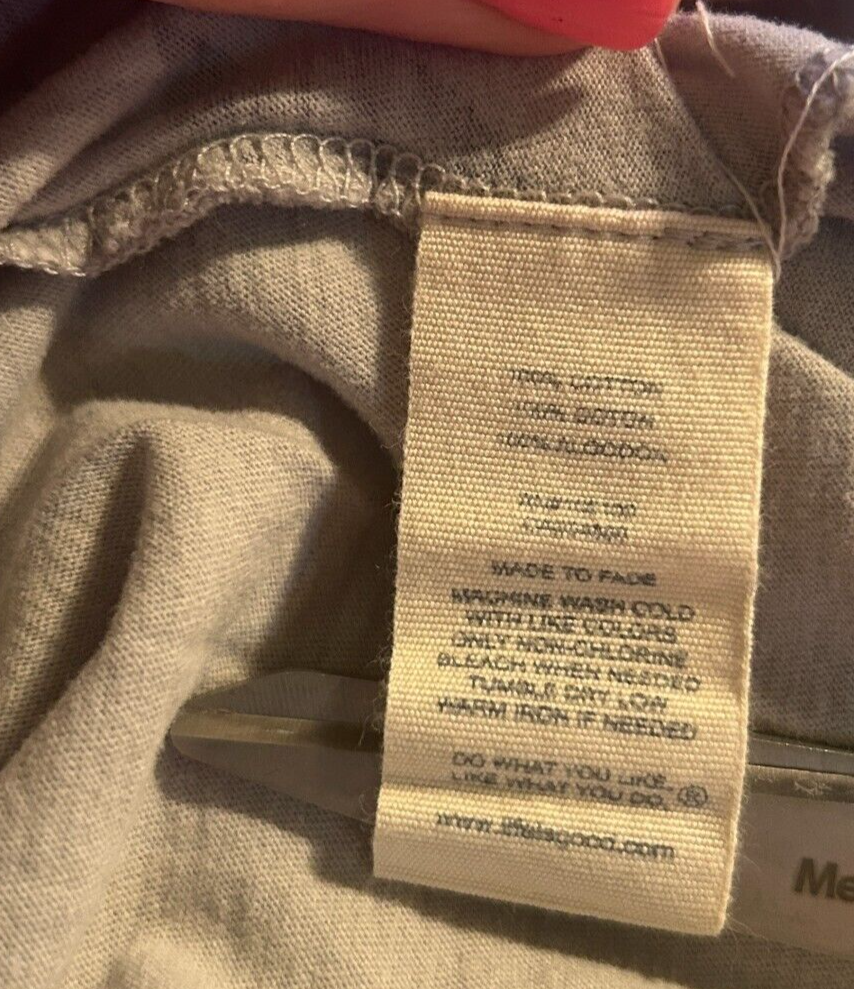 100% COTTON
100% COTON
100% ALGODON
MADE TO FADE
MACHINE WASH COLD
WITH LIKE COLORS
ONLY NON-CHLORINE
BLEACH WHEN NEEDED
TUMBLE DRY LOW
WARM IRON IF NEEDED
DO WHAT YOU LIKE.
LIKE WHAT YOU DO.®
www.lifeisgood.com
Me